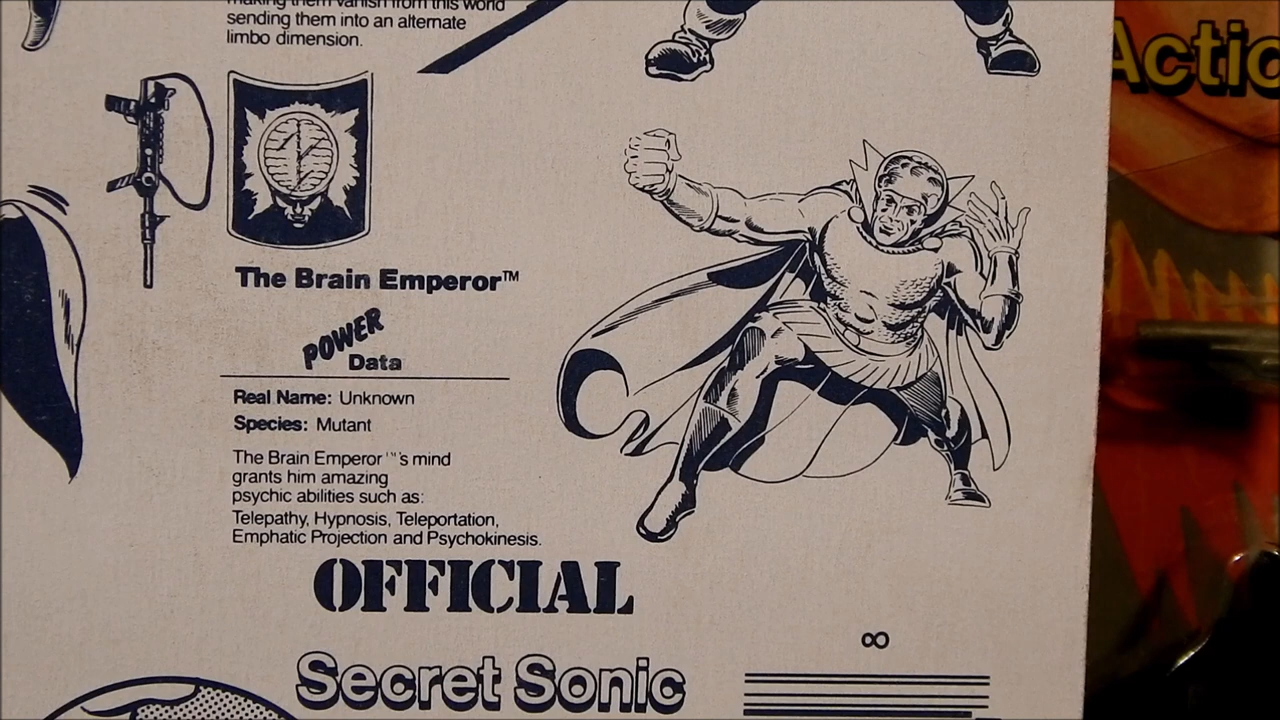 making them vanish from this world
sending them into an alternate
limbo dimension.
Actio
The Brain Emperor™
POWER
Data
Real Name: Unknown
Species: Mutant
The Brain Emperor™'s mind
grants him amazing
psychic abilities such as:
Telepathy, Hypnosis, Teleportation,
Emphatic Projection and Psychokinesis.
OFFICIAL
∞
Secret Sonic